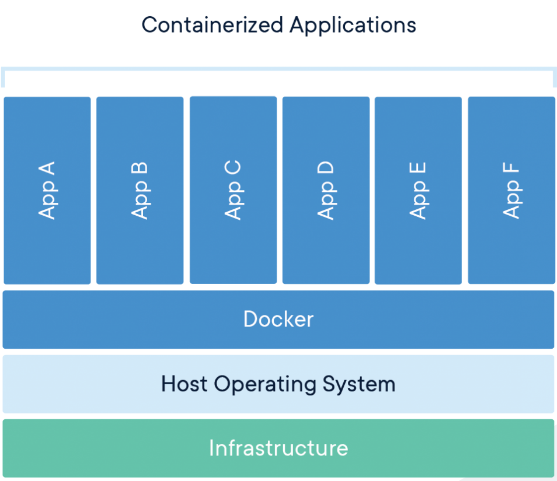 Containerized Applications
App A
App B
App C
App D
App E
App F
Docker
Host Operating System
Infrastructure